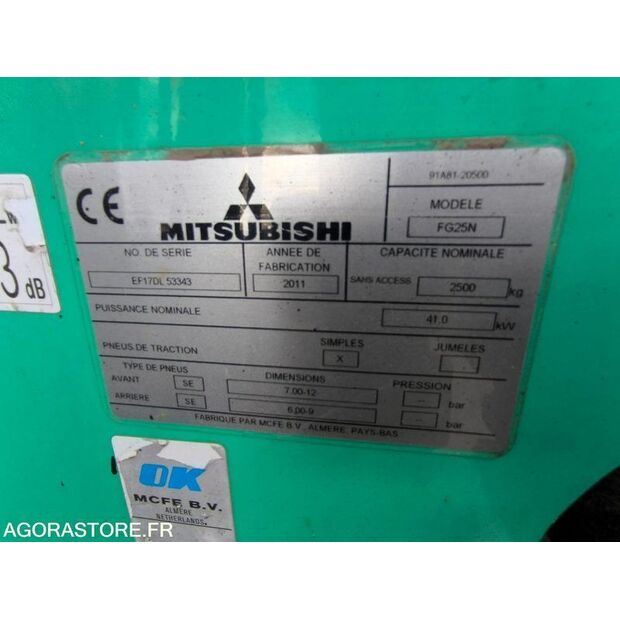 91A81-20500
CE
MITSUBISHI
MODELE
FG25N
NO. DE SERIE
ANNEE DE FABRICATION
CAPACITE NOMINALE
EF17DL 53343
2011
SANS ACCESS
2500 kg
PUISSANCE NOMINALE
41.0 kW
PNEUS.DE TRACTION
SIMPLES
X
JUMELES
-
TYPE DE PNEUS
DIMENSIONS
PRESSION
AVANT
SE
7.00-12
-- bar
ARRIERE
SE
6.00-9
-- bar
FABRIQUE PAR MCFE B.V., ALMERE, PAYS-BAS
3 dB
OK
MCFE B.V.
ALMERE
NETHERLANDS.
AGORASTORE.FR